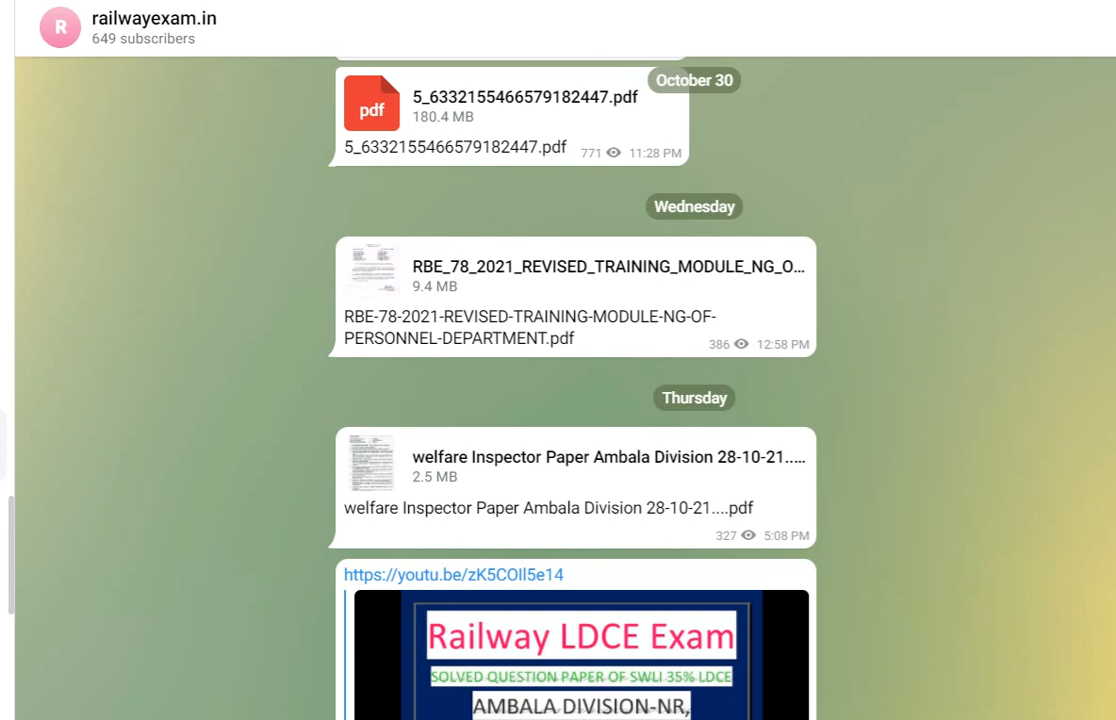 R
railwayexam.in
649 subscribers
October 30
pdf
5_6332155466579182447.pdf
180.4 MB
5_6332155466579182447.pdf
771 11:28 PM
Wednesday
RBE_78_2021_REVISED_TRAINING_MODULE_NG_O...
9.4 MB
RBE-78-2021-REVISED-TRAINING-MODULE-NG-OF-
PERSONNEL-DEPARTMENT.pdf
386 12:58 PM
Thursday
welfare Inspector Paper Ambala Division 28-10-21.....
2.5 MB
welfare Inspector Paper Ambala Division 28-10-21....pdf
327 5:08 PM
https://youtu.be/zK5COIl5e14
Railway LDCE Exam
SOLVED QUESTION PAPER OF SWLI 35% LDCE
AMBALA DIVISION-NR,